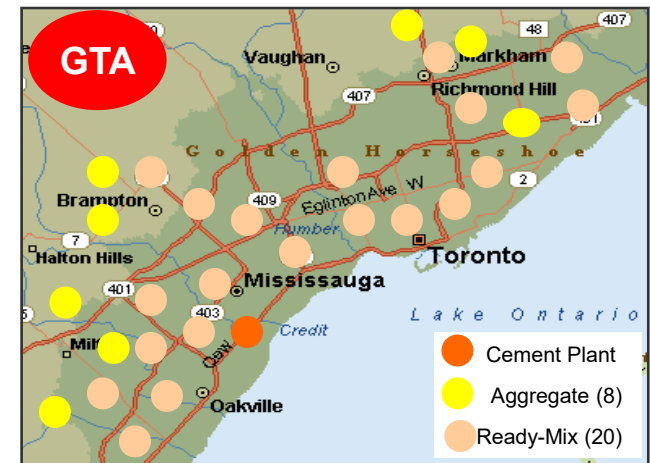 GTA
48
407
Vaughan
Markham
Richmond Hill
407
401
Golden Horseshoe
Eglinton Ave W
2
409
Brampton
Humber
7
Halton Hills
Toronto
Mississauga
401
403
Lake Ontario
Credit
Oakville
Cement Plant
Aggregate (8)
Ready-Mix (20)